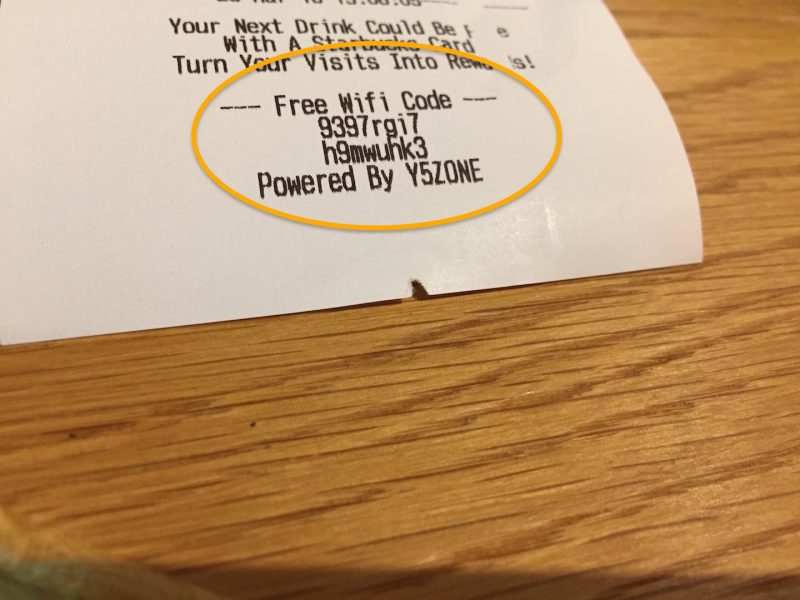 Your Next Drink Could Be
With A Starbucks Card
Turn Your Visits Into Rewards!
--- Free Wifi Code ---
9397rgi7
h9mwuhk3
Powered By Y5ZONE